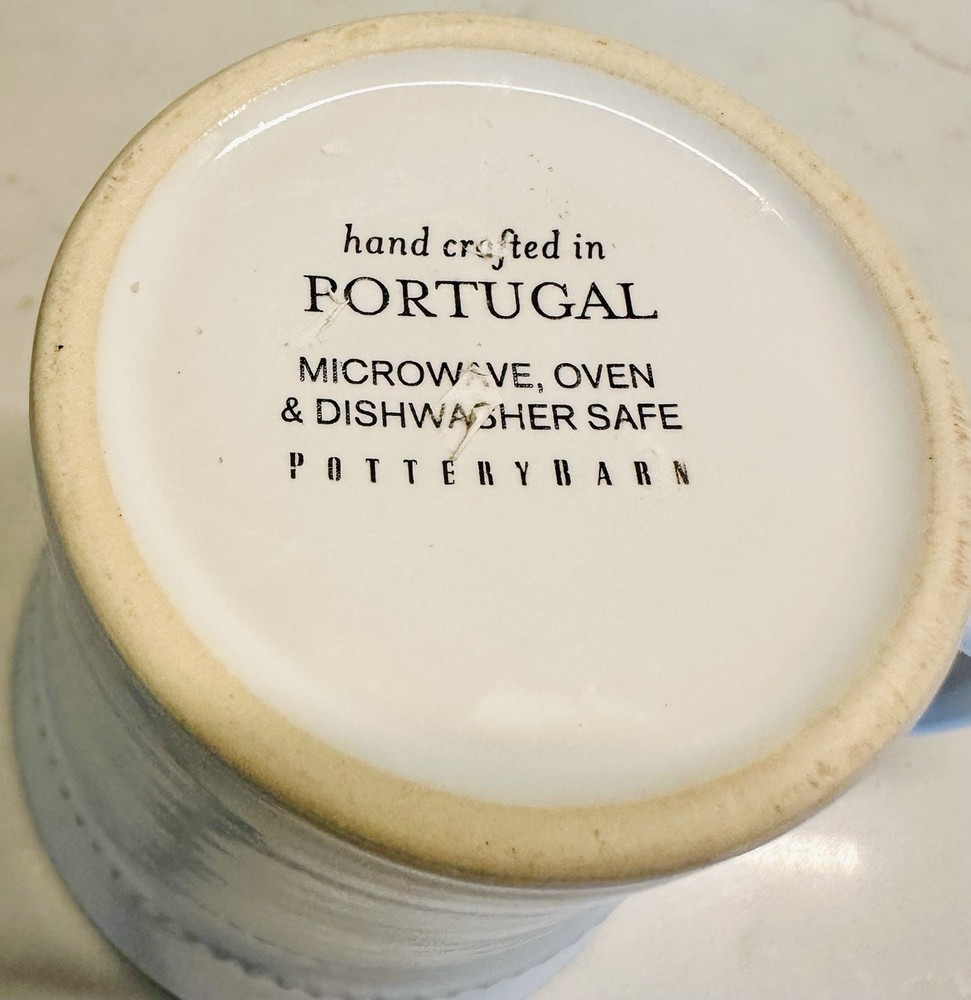 hand crafted in
PORTUGAL
MICROWAVE, OVEN
& DISHWASHER SAFE
POTTERYBARN